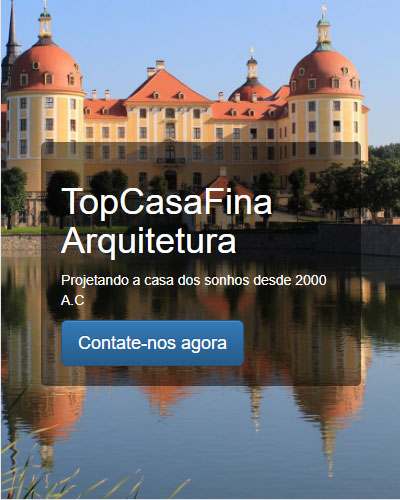 TopCasaFina
Arquitetura
Projetando a casa dos sonhos desde 2000
A.C
Contate-nos agora